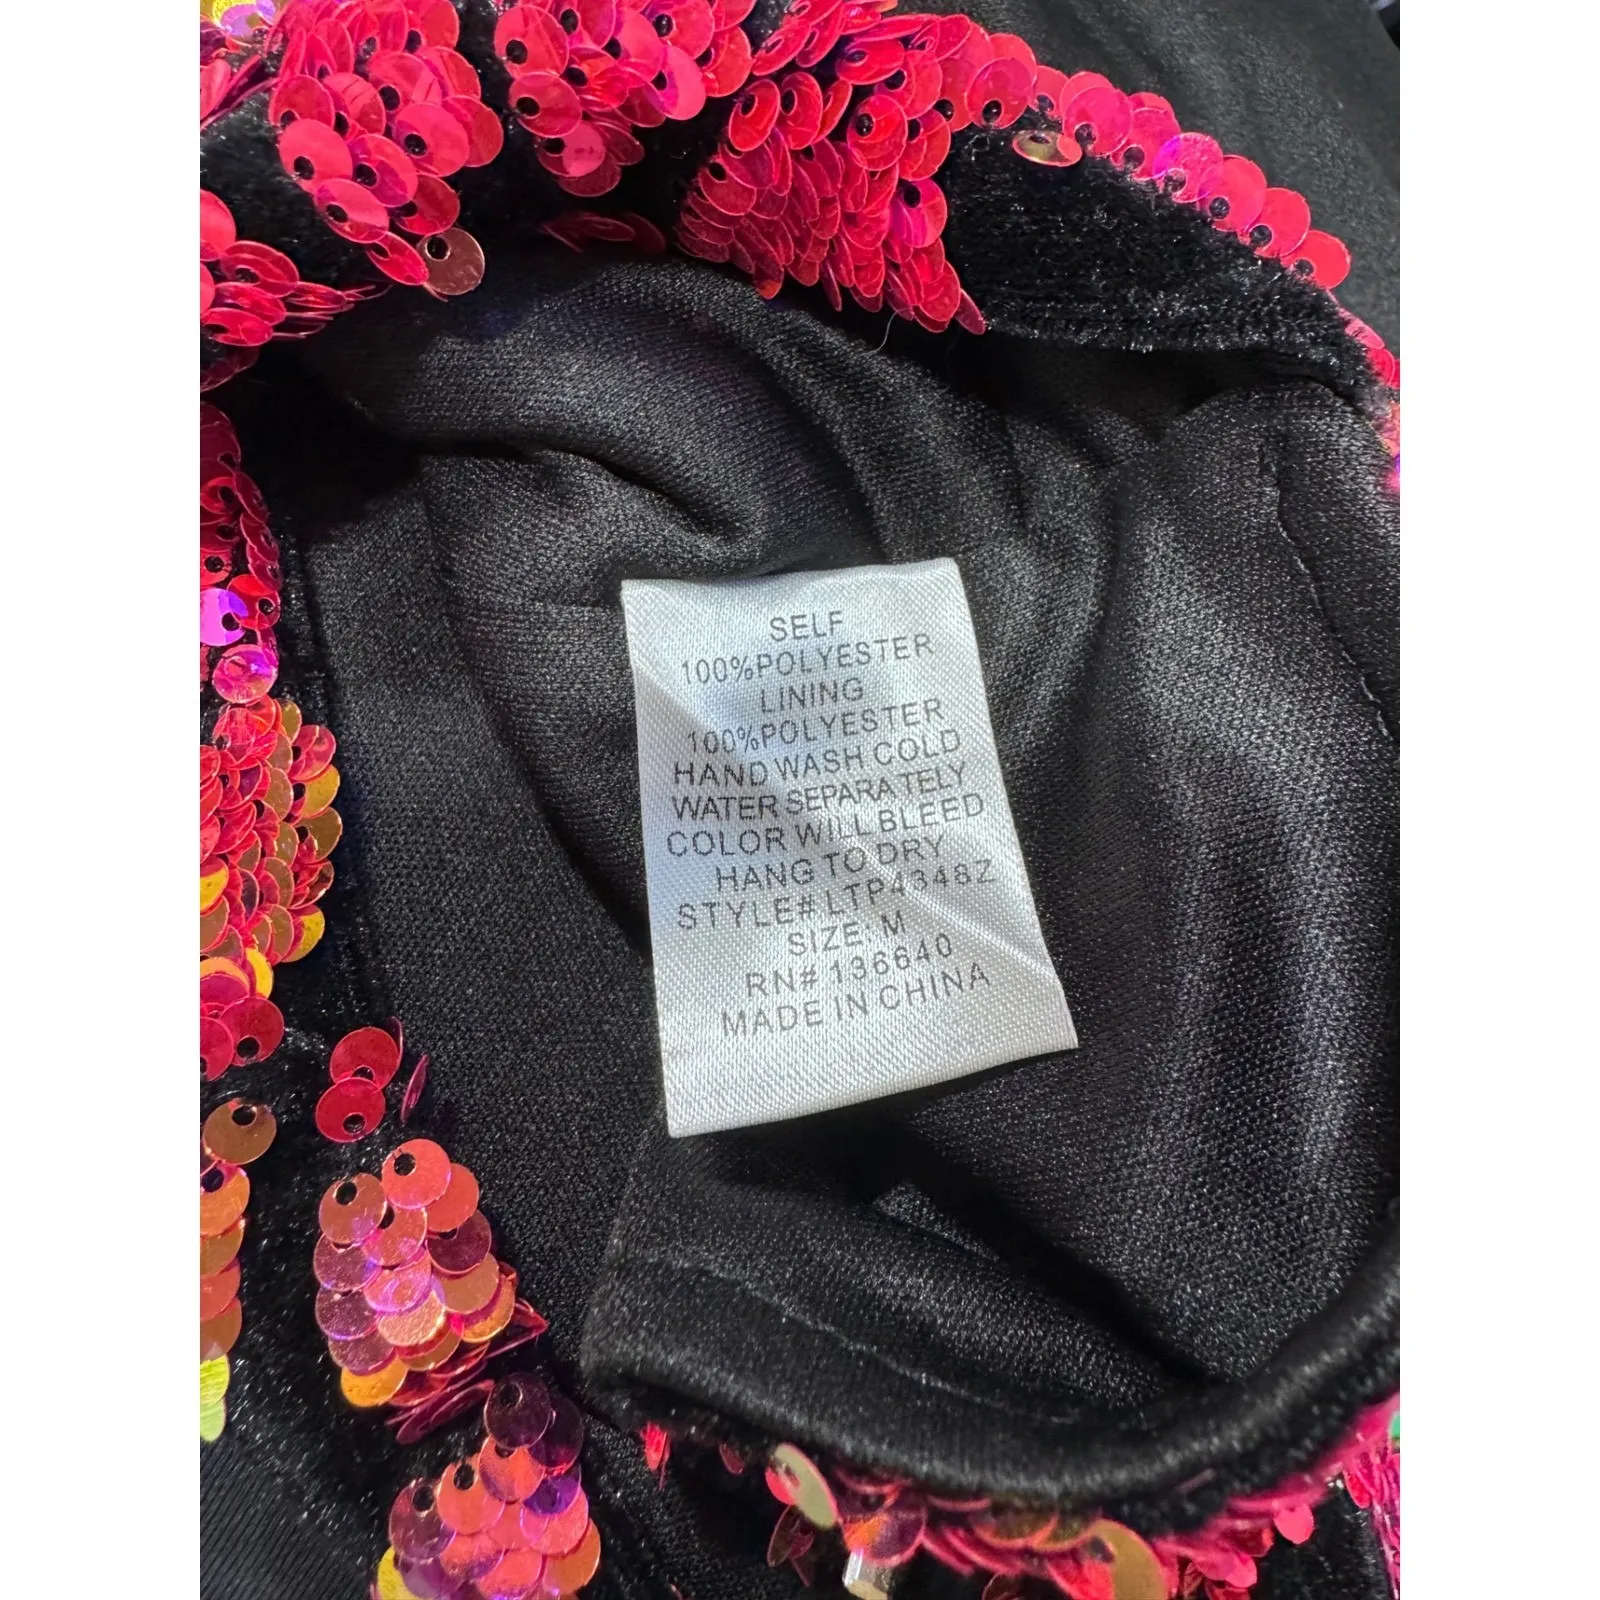 SELF
100%POLYESTER
LINING
100%POLYESTER
HAND WASH COLD
WATER SEPARATELY
COLOR WILL BLEED
HANG TO DRY
STYLE# LTP4348Z
SIZE: M
RN# 136640
MADE IN CHINA